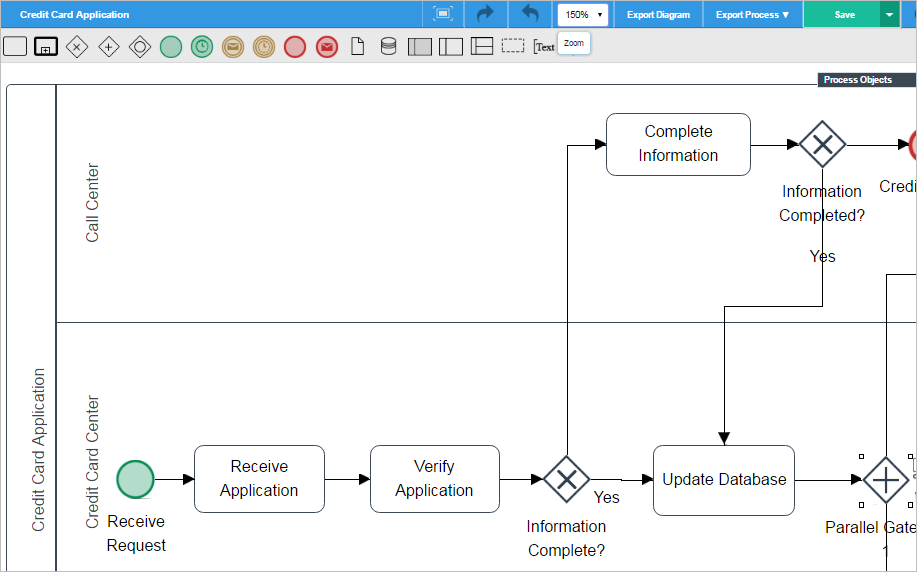 Credit Card Application
150%
Export Diagram
Export Process
Save
[Text
Zoom
Process Objects
Call Center
Complete
Information
Information
Completed?
Yes
Credit Card Application
Credit Card Center
Receive
Request
Receive
Application
Verify
Application
Information
Complete?
Yes
Update Database
Parallel Gate
1